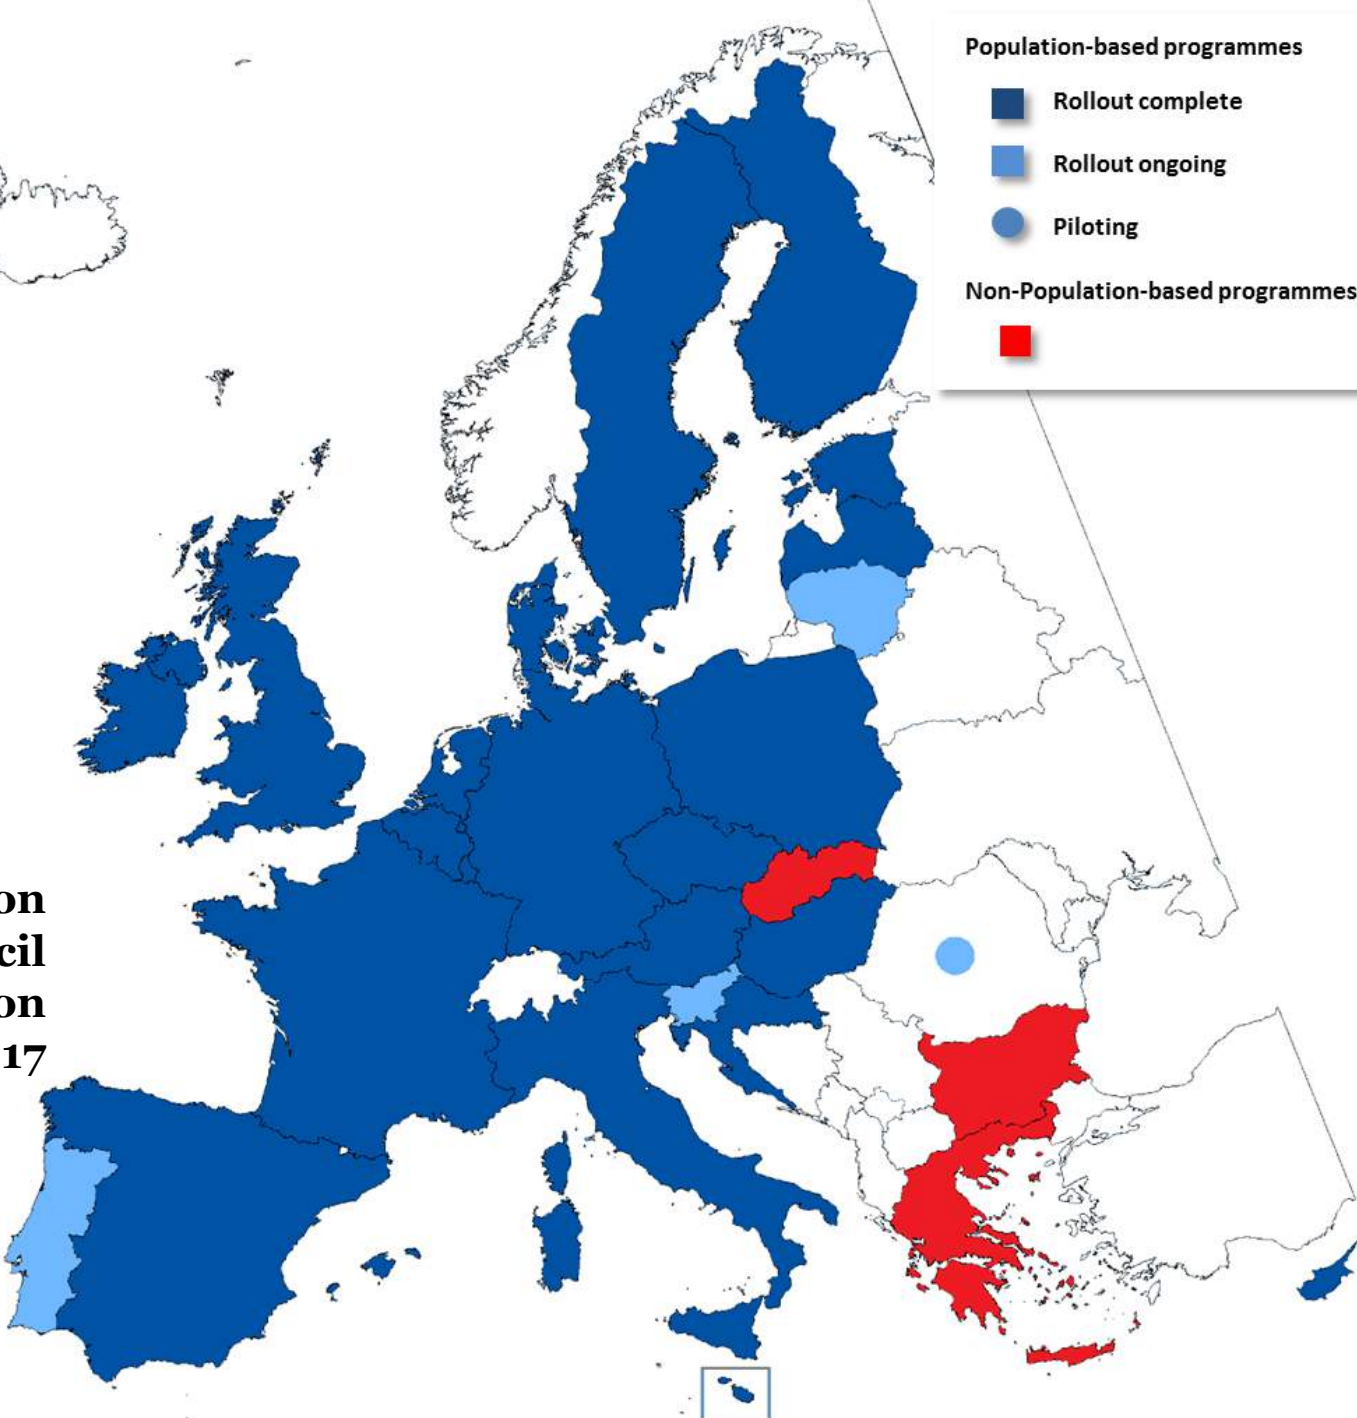 Population-based programmes
Rollout complete
Rollout ongoing
Piloting
Non-Population-based programmes
on
cil
on
17